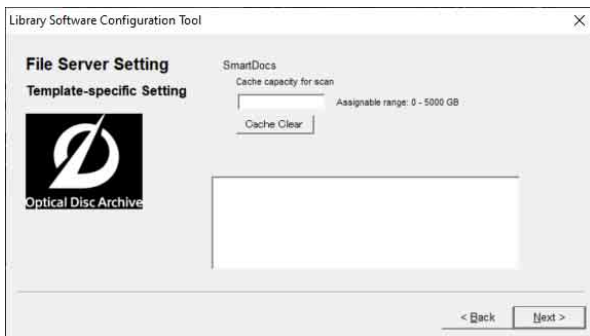 Library Software Configuration Tool
File Server Setting
Template-specific Setting
Optical Disc Archive
SmartDocs
Cache capacity for scan
Assignable range: 0 - 5000 GB
Cache Clear
< Back
Next >